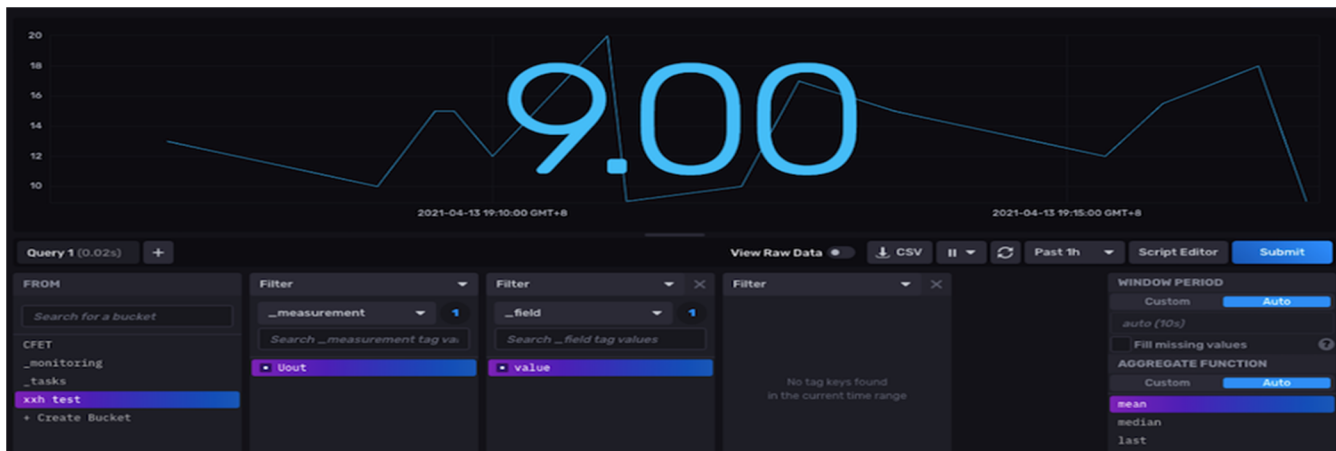 20
18
16
14
12
10
9.00
2021-04-13 19:10:00 GMT+8
2021-04-13 19:15:00 GMT+8
Query 1 (0.02s) +
View Raw Data
CSV
Past 1h
Script Editor
Submit
FROM
Search for a bucket
CFET
_monitoring
_tasks
xxh test
+ Create Bucket
Filter
_measurement
1
Search _measurement tag va
Uout
Filter
_field
1
Search _field tag values
value
Filter
No tag keys found
in the current time range
WINDOW PERIOD
Custom
Auto
auto (10s)
Fill missing values
?
AGGREGATE FUNCTION
Custom
Auto
mean
median
last